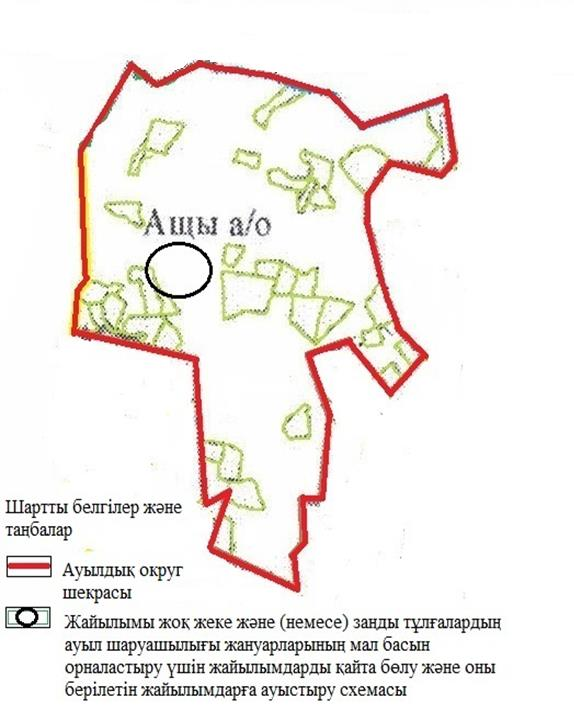 Ащы а/о
Шартты белгілер және
таңбалар
Ауылдық округ
шекрасы
Жайылымы жоқ жеке және (немесе) заңды тұлғалардың
ауыл шаруашылығы жануарларының мал басын
орналастыру үшін жайылымдарды қайта бөлу және оны
берілетін жайылымдарға ауыстыру схемасы